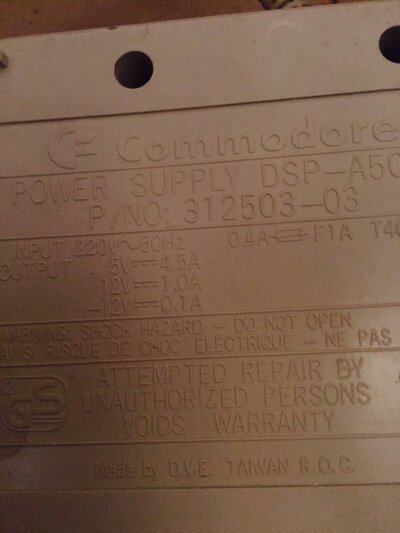 Commodore
POWER SUPPLY DSP-A50
P/NO: 312503-03
INPUT 220V~50Hz 0.4A F1A T40
OUTPUT 5V⎓4.5A
12V⎓1.0A
-12V⎓0.1A
WARNING: SHOCK HAZARD - DO NOT OPEN
AVIS: RISQUE DE CHOC ELECTRIQUE - NE PAS
GS
ATTEMPTED REPAIR BY
UNAUTHORIZED PERSONS
VOIDS WARRANTY
Made by D.V.E. TAIWAN R.O.C.